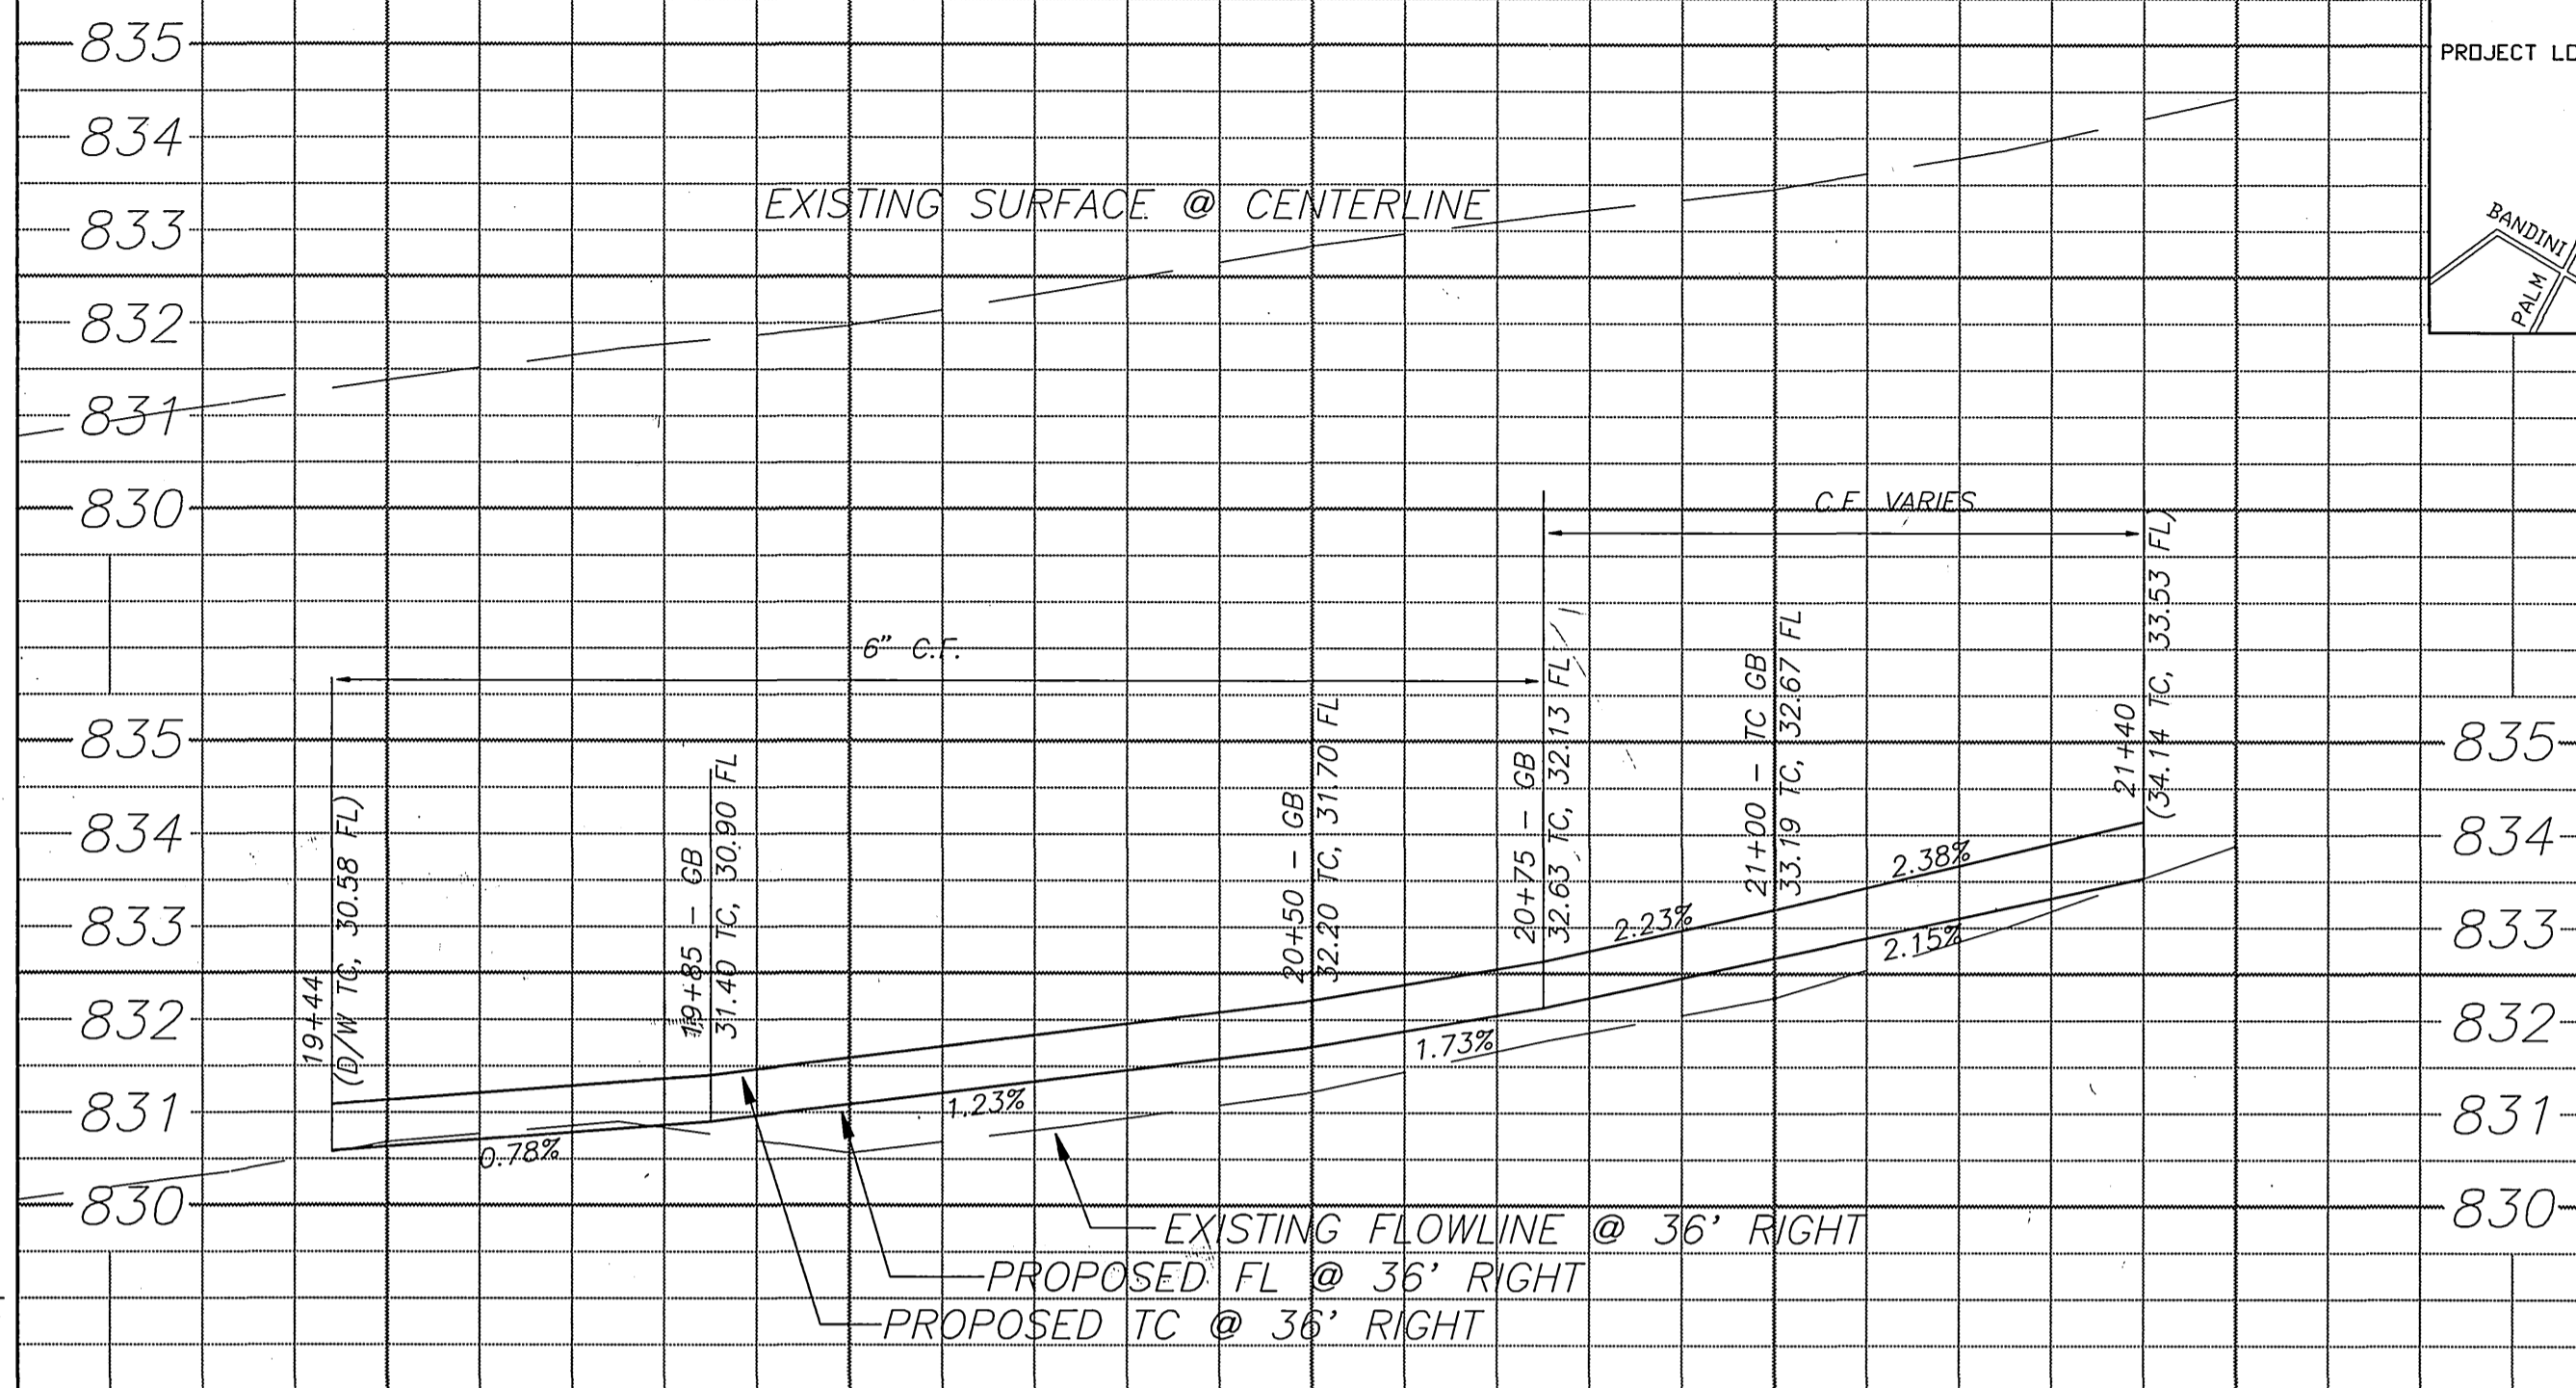 835
834
EXISTING SURFACE @ CENTERLINE
833
832
831
830
PROJECT
BANDINI
PALM
C.F. VARIES
6" C.F.
835
834
833
832
831
830
19+44
(D/W TC, 30.58 FL)
19+85 - GB
31.40 TC, 30.90 FL
20+50 - GB
32.20 TC, 31.70 FL
20+75 - GB
32.63 TC, 32.13 FL
21+00 - TC GB
33.19 TC, 32.67 FL
21+40
(34.14 TC, 33.53 FL)
0.78%
1.23%
1.73%
2.23%
2.38%
2.15%
835
834
833
832
831
830
EXISTING FLOWLINE @ 36' RIGHT
PROPOSED FL @ 36' RIGHT
PROPOSED TC @ 36' RIGHT